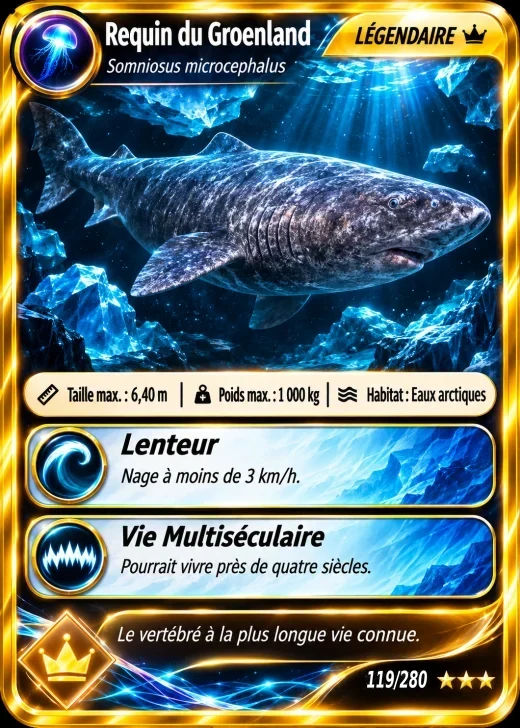 Requin du Groenland
LÉGENDAIRE
Somniosus microcephalus
Taille max. : 6,40 m | Poids max. : 1 000 kg | Habitat : Eaux arctiques
Lenteur
Nage à moins de 3 km/h.
Vie Multiséculaire
Pourrait vivre près de quatre siècles.
Le vertébré à la plus longue vie connue.
119/280 ★★★